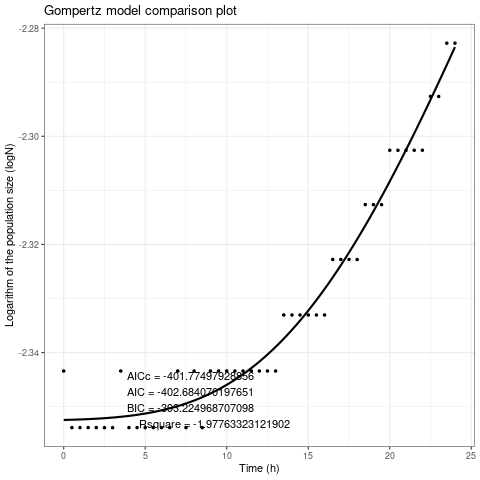 Gompertz model comparison plot
Logarithm of the population size (logN)
-2.28
-2.30
-2.32
-2.34
AICc = -401.77497928856
AIC = -402.684070197651
BIC = -393.224968707098
Rsquare = -1.97763323121902
0 5 10 15 20 25
Time (h)